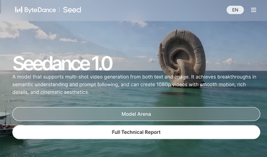 ByteDance | Seed
EN
Seedance 1.0
A model that supports multi-shot video generation from both text and image. It achieves breakthroughs in
semantic understanding and prompt following, and can create 1080p videos with smooth motion, rich
details, and cinematic aesthetics.
Model Arena
Full Technical Report